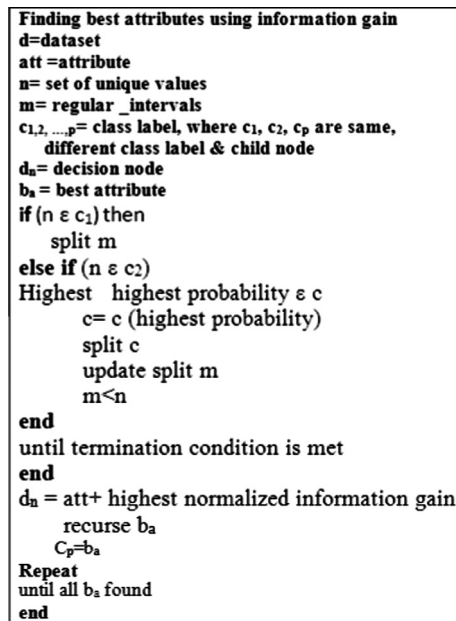 Finding best attributes using information gain
d=dataset
att =attribute
n= set of unique values
m= regular _intervals
c1,2, ...,p= class label, where c1, c2, cp are same,
different class label & child node
dn= decision node
ba= best attribute
if (n ε c1) then
split m
else if (n ε c2)
Highest highest probability ε c
c= c (highest probability)
split c
update split m
m<n
end
until termination condition is met
end
dn = att+ highest normalized information gain
recurse ba
Cp=ba
Repeat
until all ba found
end